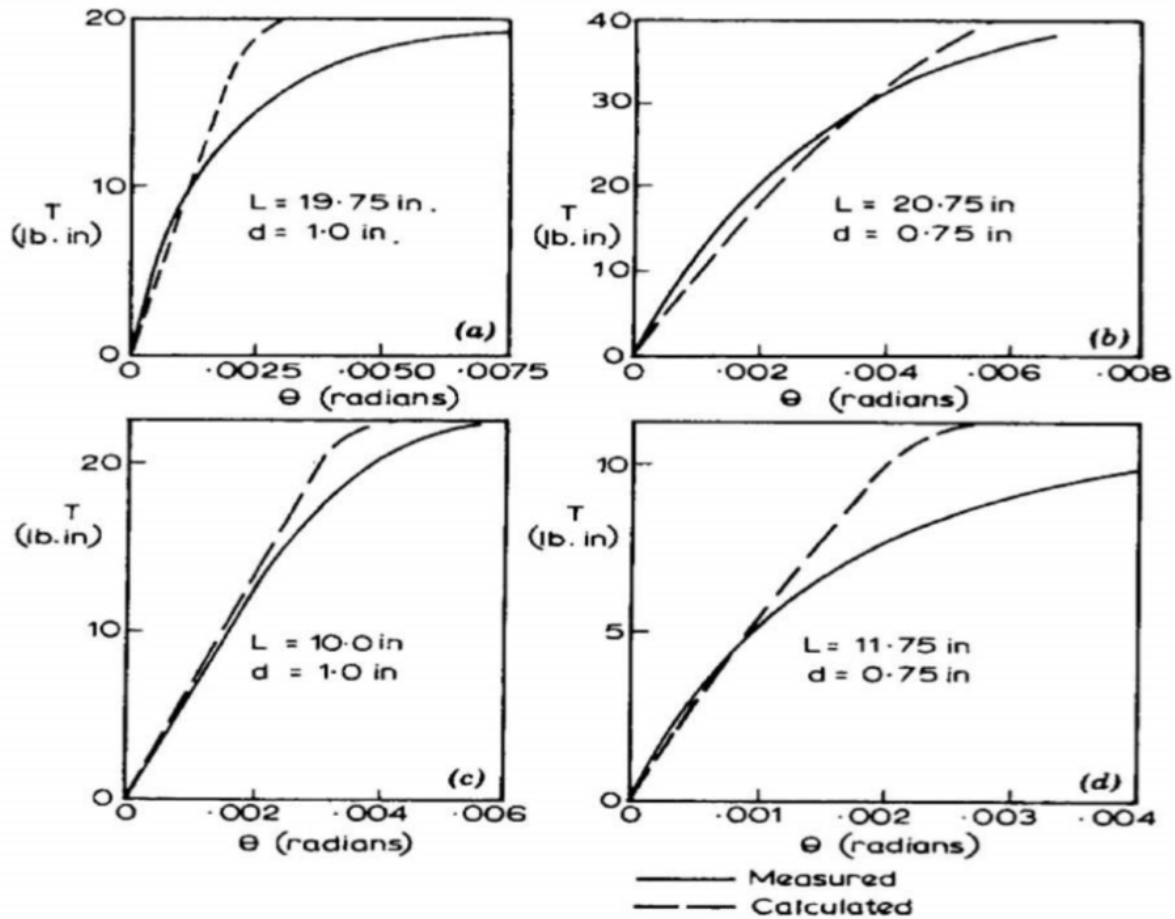 20
10
0
T
(lb.in)
L = 19·75 in.
d = 1·0 in.
(a)
0 ·0025 ·0050 ·0075
Θ (radians)
40
30
20
10
0
T
(lb.in)
L = 20·75 in
d = 0·75 in
(b)
0 ·002 ·004 ·006 ·008
Θ (radians)
20
10
0
T
(lb.in)
L = 10·0 in
d = 1·0 in
(c)
0 ·002 ·004 ·006
Θ (radians)
10
5
0
T
(lb.in)
L = 11·75 in
d = 0·75 in
(d)
0 ·001 ·002 ·003 ·004
Θ (radians)
Measured
Calculated